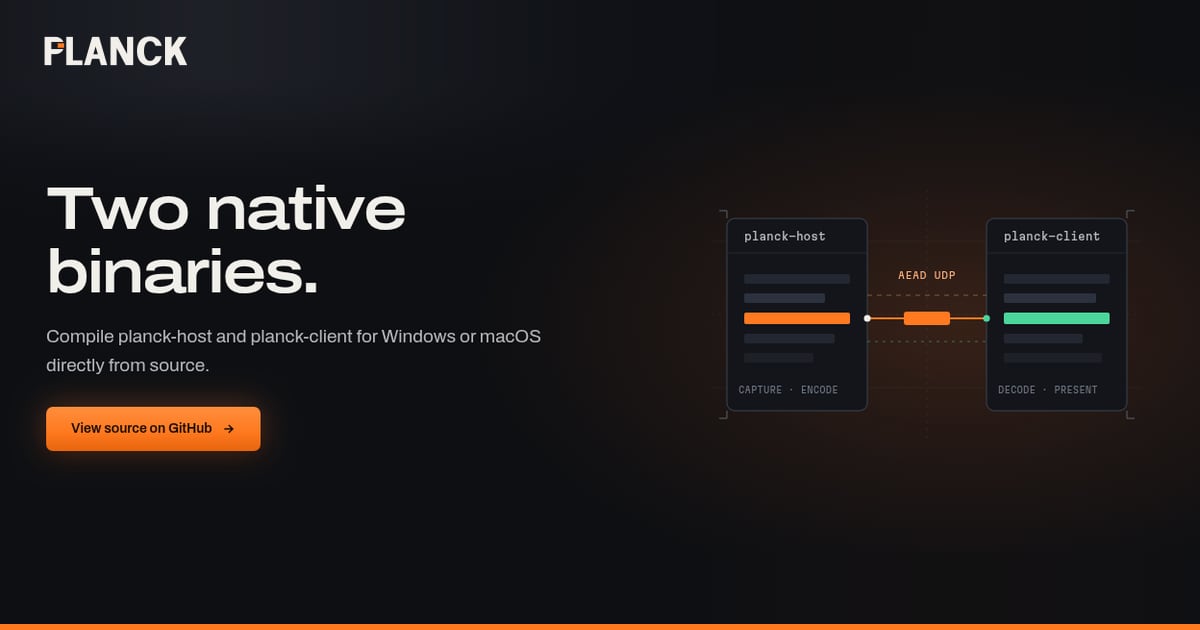 PLANCK
Two native
binaries.
Compile planck-host and planck-client for Windows or macOS
directly from source.
View source on GitHub →
planck-host
CAPTURE · ENCODE
AEAD UDP
planck-client
DECODE · PRESENT